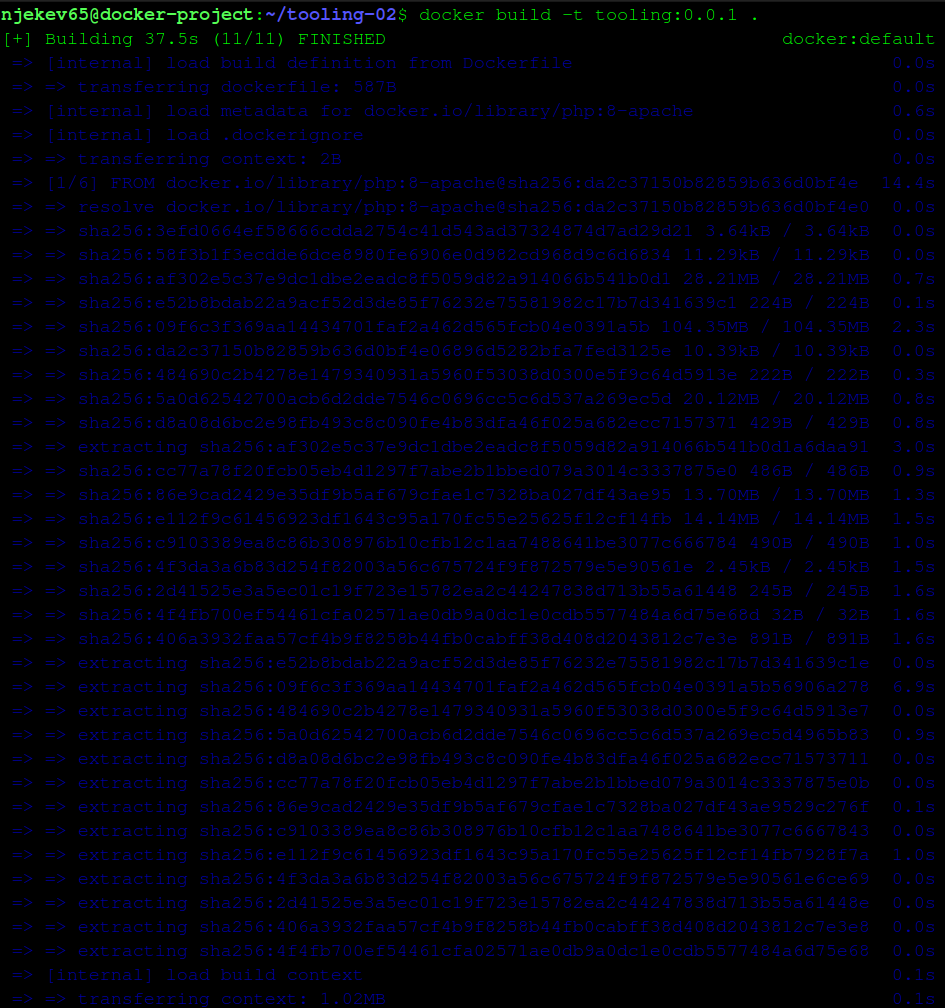 njekev65@docker-project:~/tooling-02$ docker build -t tooling:0.0.1 .
[+] Building 37.5s (11/11) FINISHED docker:default
=> [internal] load build definition from Dockerfile 0.0s
=> => transferring dockerfile: 587B 0.0s
=> [internal] load metadata for docker.io/library/php:8-apache 0.6s
=> [internal] load .dockerignore 0.0s
=> => transferring context: 2B 0.0s
=> [1/6] FROM docker.io/library/php:8-apache@sha256:da2c37150b82859b636d0bf4e 14.4s
=> => resolve docker.io/library/php:8-apache@sha256:da2c37150b82859b636d0bf4e0 0.0s
=> => 3.64kB / 3.64kB 0.0s
=> => 11.29kB / 11.29kB 0.0s
=> => sha256:af302e5c37e9dc1dbe2eadc8f5059d82a914066b541b0d1 28.21MB / 28.21MB 0.7s
=> => sha256:e52b8bdab22a9acf52d3de85f76232e75581982c17b7d341639c1 224B / 224B 0.1s
=> => sha256:09f6c3f369aa14434701faf2a462d565fcb04e0391a5b 104.35MB / 104.35MB 2.3s
=> => sha256:da2c37150b82859b636d0bf4e06896d5282bfa7fed3125e 10.39kB / 10.39kB 0.0s
=> => sha256:484690c2b4278e1479340931a5960f53038d0300e5f9c64d5913e 222B / 222B 0.3s
=> => sha256:5a0d62542700acb6d2dde7546c0696cc5c6d537a269ec5d 20.12MB / 20.12MB 0.8s
=> => sha256:d8a08d6bc2e98fb493c8c090fe4b83dfa46f025a682ecc7157371 429B / 429B 0.8s
=> => extracting sha256:af302e5c37e9dc1dbe2eadc8f5059d82a914066b541b0d1a6daa91 3.0s
=> => sha256:cc77a78f20fcb05eb4d1297f7abe2b1bbed079a3014c3337875e0 486B / 486B 0.9s
=> => sha256:86e9cad2429e35df9b5af679cfae1c7328ba027df43ae95 13.70MB / 13.70MB 1.3s
=> => sha256:e112f9c61456923df1643c95a170fc55e25625f12cf14fb 14.14MB / 14.14MB 1.5s
=> => sha256:c9103389ea8c86b308976b10cfb12c1aa7488641be3077c666784 490B / 490B 1.0s
=> => sha256:4f3da3a6b83d254f82003a56c675724f9f872579e5e90561e 2.45kB / 2.45kB 1.5s
=> => sha256:2d41525e3a5ec01c19f723e15782ea2c44247838d713b55a61448 245B / 245B 1.6s
=> => sha256:4f4fb700ef54461cfa02571ae0db9a0dc1e0cdb5577484a6d75e68d 32B / 32B 1.6s
=> => sha256:406a3932faa57cf4b9f8258b44fb0cabff38d408d2043812c7e3e 891B / 891B 1.6s
=> => extracting sha256:e52b8bdab22a9acf52d3de85f76232e75581982c17b7d341639c1e 0.0s
=> => extracting sha256:09f6c3f369aa14434701faf2a462d565fcb04e0391a5b56906a278 6.9s
=> => extracting sha256:484690c2b4278e1479340931a5960f53038d0300e5f9c64d5913e7 0.0s
=> => extracting sha256:5a0d62542700acb6d2dde7546c0696cc5c6d537a269ec5d4965b83 0.9s
=> => extracting sha256:d8a08d6bc2e98fb493c8c090fe4b83dfa46f025a682ecc71573711 0.0s
=> => extracting sha256:cc77a78f20fcb05eb4d1297f7abe2b1bbed079a3014c3337875e0b 0.0s
=> => extracting sha256:86e9cad2429e35df9b5af679cfae1c7328ba027df43ae9529c276f 0.1s
=> => extracting sha256:c9103389ea8c86b308976b10cfb12c1aa7488641be3077c6667843 0.0s
=> => extracting sha256:e112f9c61456923df1643c95a170fc55e25625f12cf14fb7928f7a 1.0s
=> => extracting sha256:4f3da3a6b83d254f82003a56c675724f9f872579e5e90561e6ce69 0.0s
=> => extracting sha256:2d41525e3a5ec01c19f723e15782ea2c44247838d713b55a61448e 0.0s
=> => extracting sha256:406a3932faa57cf4b9f8258b44fb0cabff38d408d2043812c7e3e8 0.0s
=> => extracting sha256:4f4fb700ef54461cfa02571ae0db9a0dc1e0cdb5577484a6d75e68 0.0s
=> [internal] load build context 0.1s
=> => transferring context: 1.02MB 0.1s